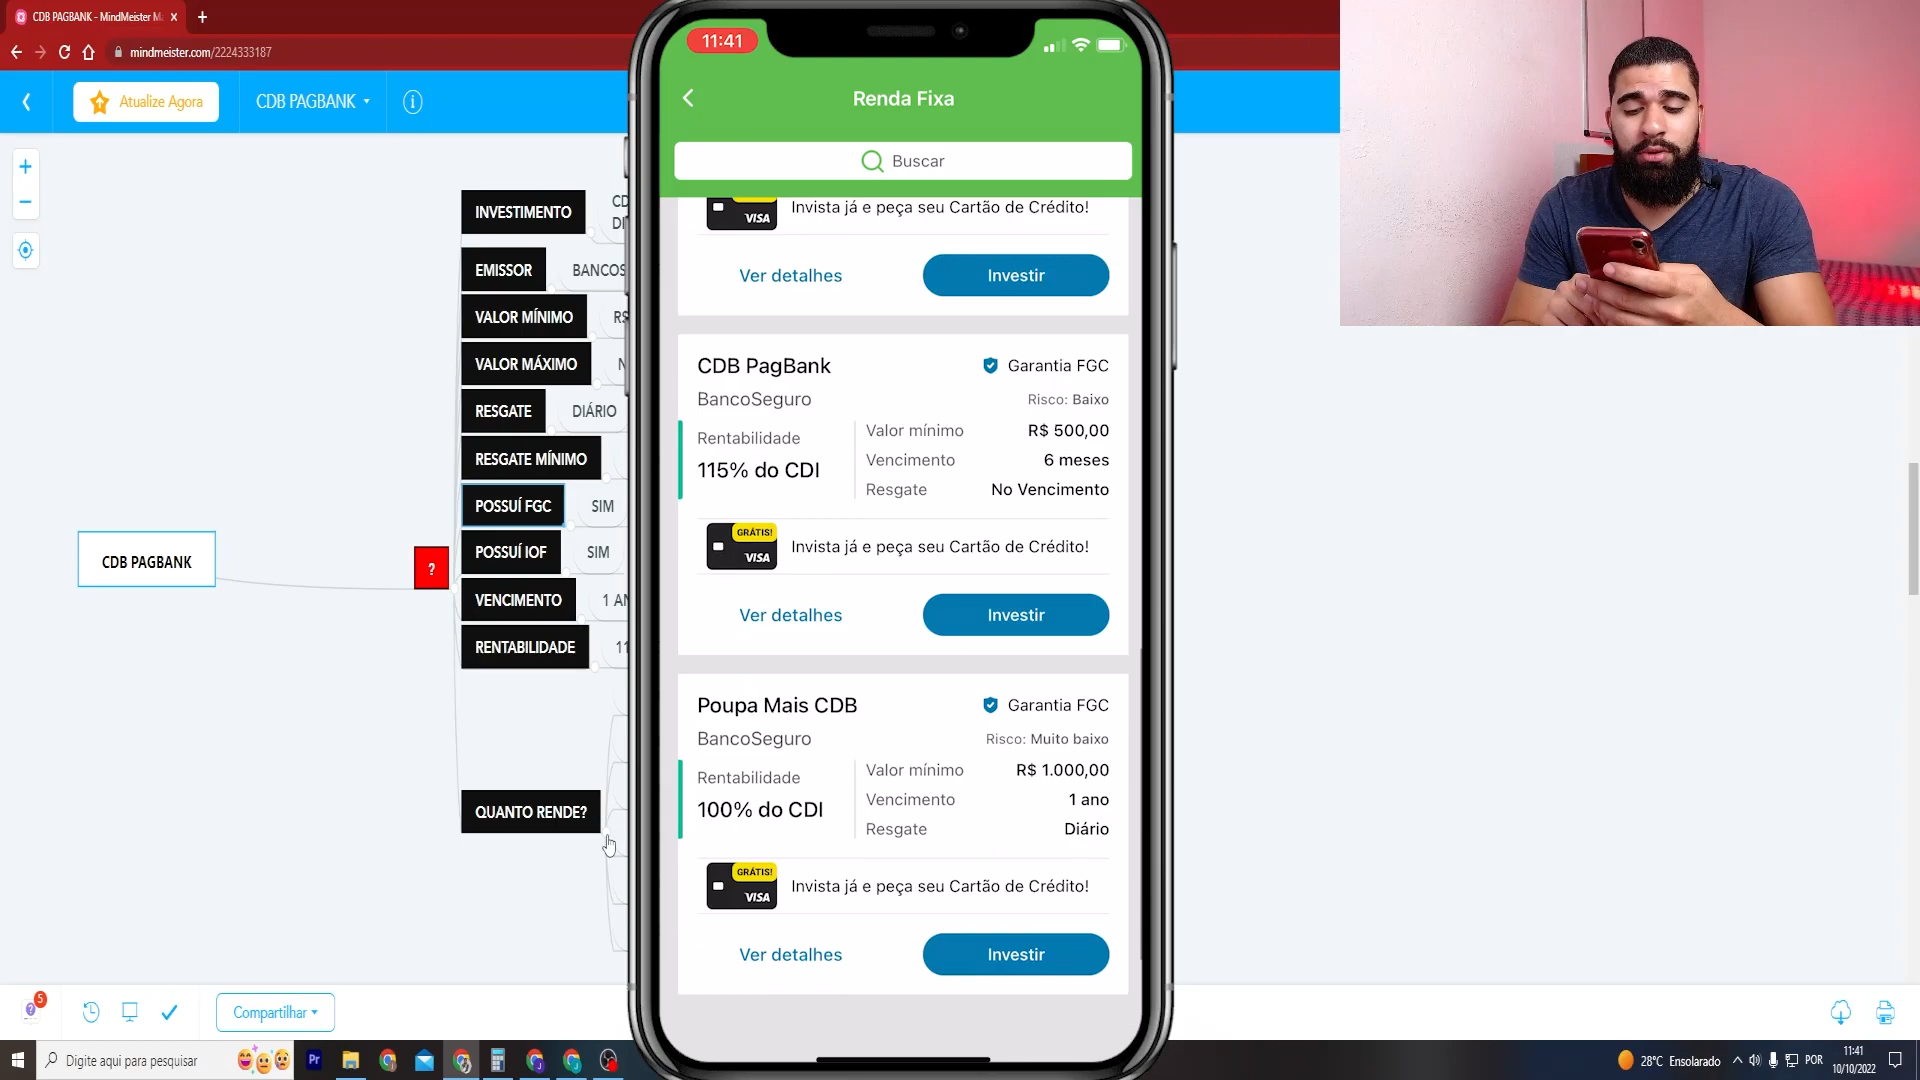 CDB PAGBANK - MindMeister M
mindmeister.com/2224333187
Atualize Agora
CDB PAGBANK
CDB PAGBANK
?
INVESTIMENTO
EMISSOR
VALOR MÍNIMO
VALOR MÁXIMO
RESGATE
DIÁRIO
RESGATE MÍNIMO
POSSUÍ FGC
SIM
POSSUÍ IOF
SIM
VENCIMENTO
RENTABILIDADE
QUANTO RENDE?
11:41
Renda Fixa
Buscar
VISA
Invista já e peça seu Cartão de Crédito!
Ver detalhes
Investir
CDB PagBank
Garantia FGC
BancoSeguro
Risco: Baixo
Rentabilidade
115% do CDI
Valor mínimo
R$ 500,00
Vencimento
6 meses
Resgate
No Vencimento
GRÁTIS!
VISA
Invista já e peça seu Cartão de Crédito!
Ver detalhes
Investir
Poupa Mais CDB
Garantia FGC
BancoSeguro
Risco: Muito baixo
Rentabilidade
100% do CDI
Valor mínimo
R$ 1.000,00
Vencimento
1 ano
Resgate
Diário
GRÁTIS!
VISA
Invista já e peça seu Cartão de Crédito!
Ver detalhes
Investir
5
Compartilhar
Digite aqui para pesquisar
Pr
28°C Ensolarado
POR
11:41
10/10/2022